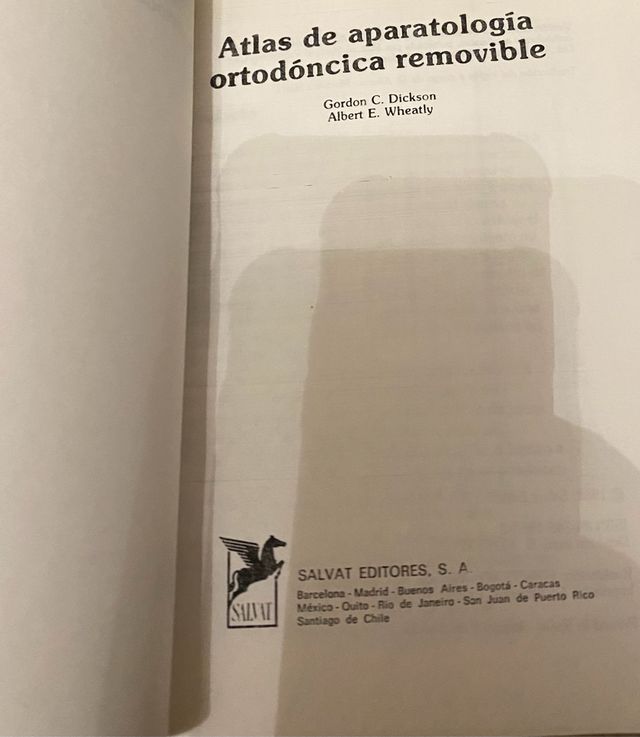 Atlas de aparatología
ortodóncica removible
Gordon C. Dickson
Albert E. Wheatly
SALVAT
SALVAT EDITORES, S. A.
Barcelona - Madrid - Buenos Aires - Bogotá - Caracas
México - Quito - Rio de Janeiro - San Juan de Puerto Rico
Santiago de Chile